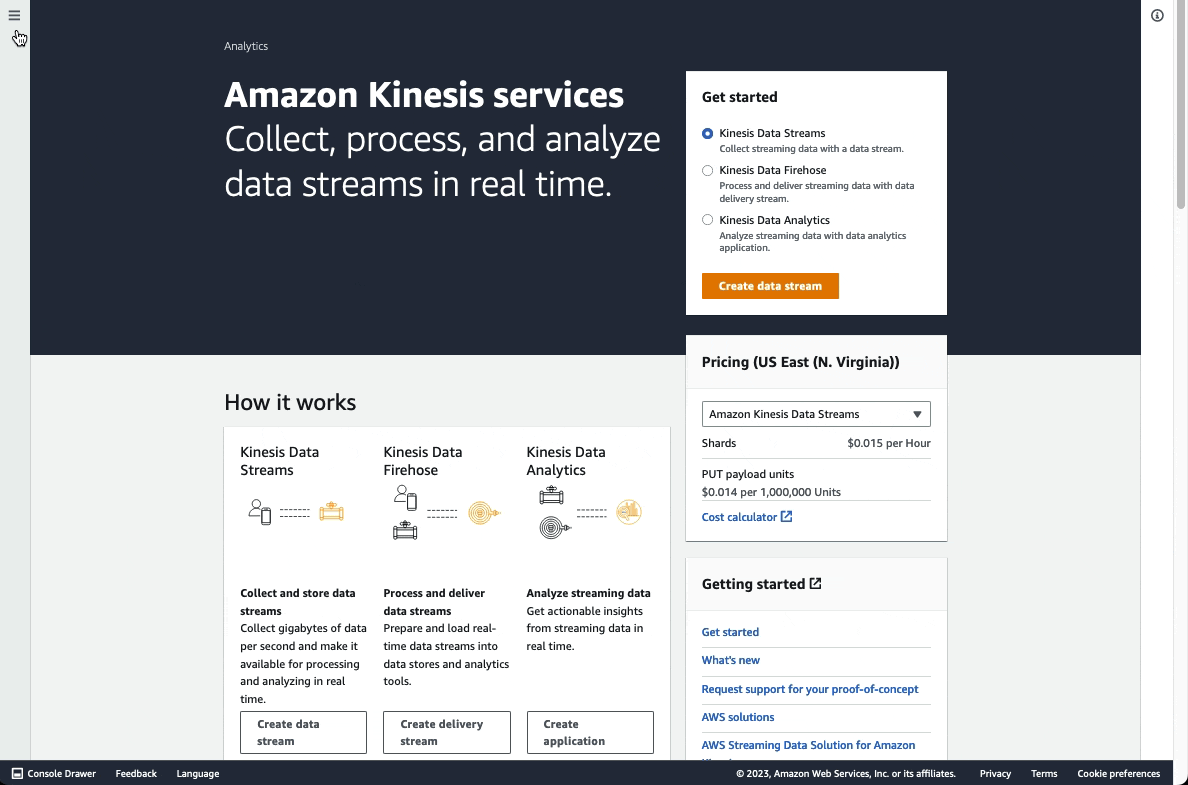 Analytics
Amazon Kinesis services
Collect, process, and analyze
data streams in real time.
Get started
Kinesis Data Streams
Collect streaming data with a data stream.
Kinesis Data Firehose
Process and deliver streaming data with data
delivery stream.
Kinesis Data Analytics
Analyze streaming data with data analytics
application.
Create data stream
Pricing (US East (N. Virginia))
Amazon Kinesis Data Streams
Shards $0.015 per Hour
PUT payload units
$0.014 per 1,000,000 Units
Cost calculator
How it works
Kinesis Data
Streams
Collect and store data
streams
Collect gigabytes of data
per second and make it
available for processing
and analyzing in real
time.
Create data
stream
Kinesis Data
Firehose
Process and deliver
data streams
Prepare and load real-
time data streams into
data stores and analytics
tools.
Create delivery
stream
Kinesis Data
Analytics
Analyze streaming data
Get actionable insights
from streaming data in
real time.
Create
application
Getting started
Get started
What's new
Request support for your proof-of-concept
AWS solutions
AWS Streaming Data Solution for Amazon
Console Drawer Feedback Language © 2023, Amazon Web Services, Inc. or its affiliates. Privacy Terms Cookie preferences